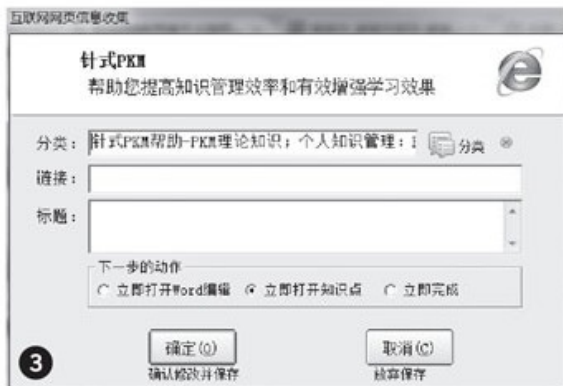 互联网网页信息收集
针式PKM
帮助您提高知识管理效率和有效增强学习效果
分类： 针式PKM帮助-PKM理论知识；个人知识管理： 分类
链接：
标题：
下一步的动作
立即打开Word编辑 立即打开知识点 立即完成
确定(O) 取消(C)
确认修改并保存 放弃保存
3